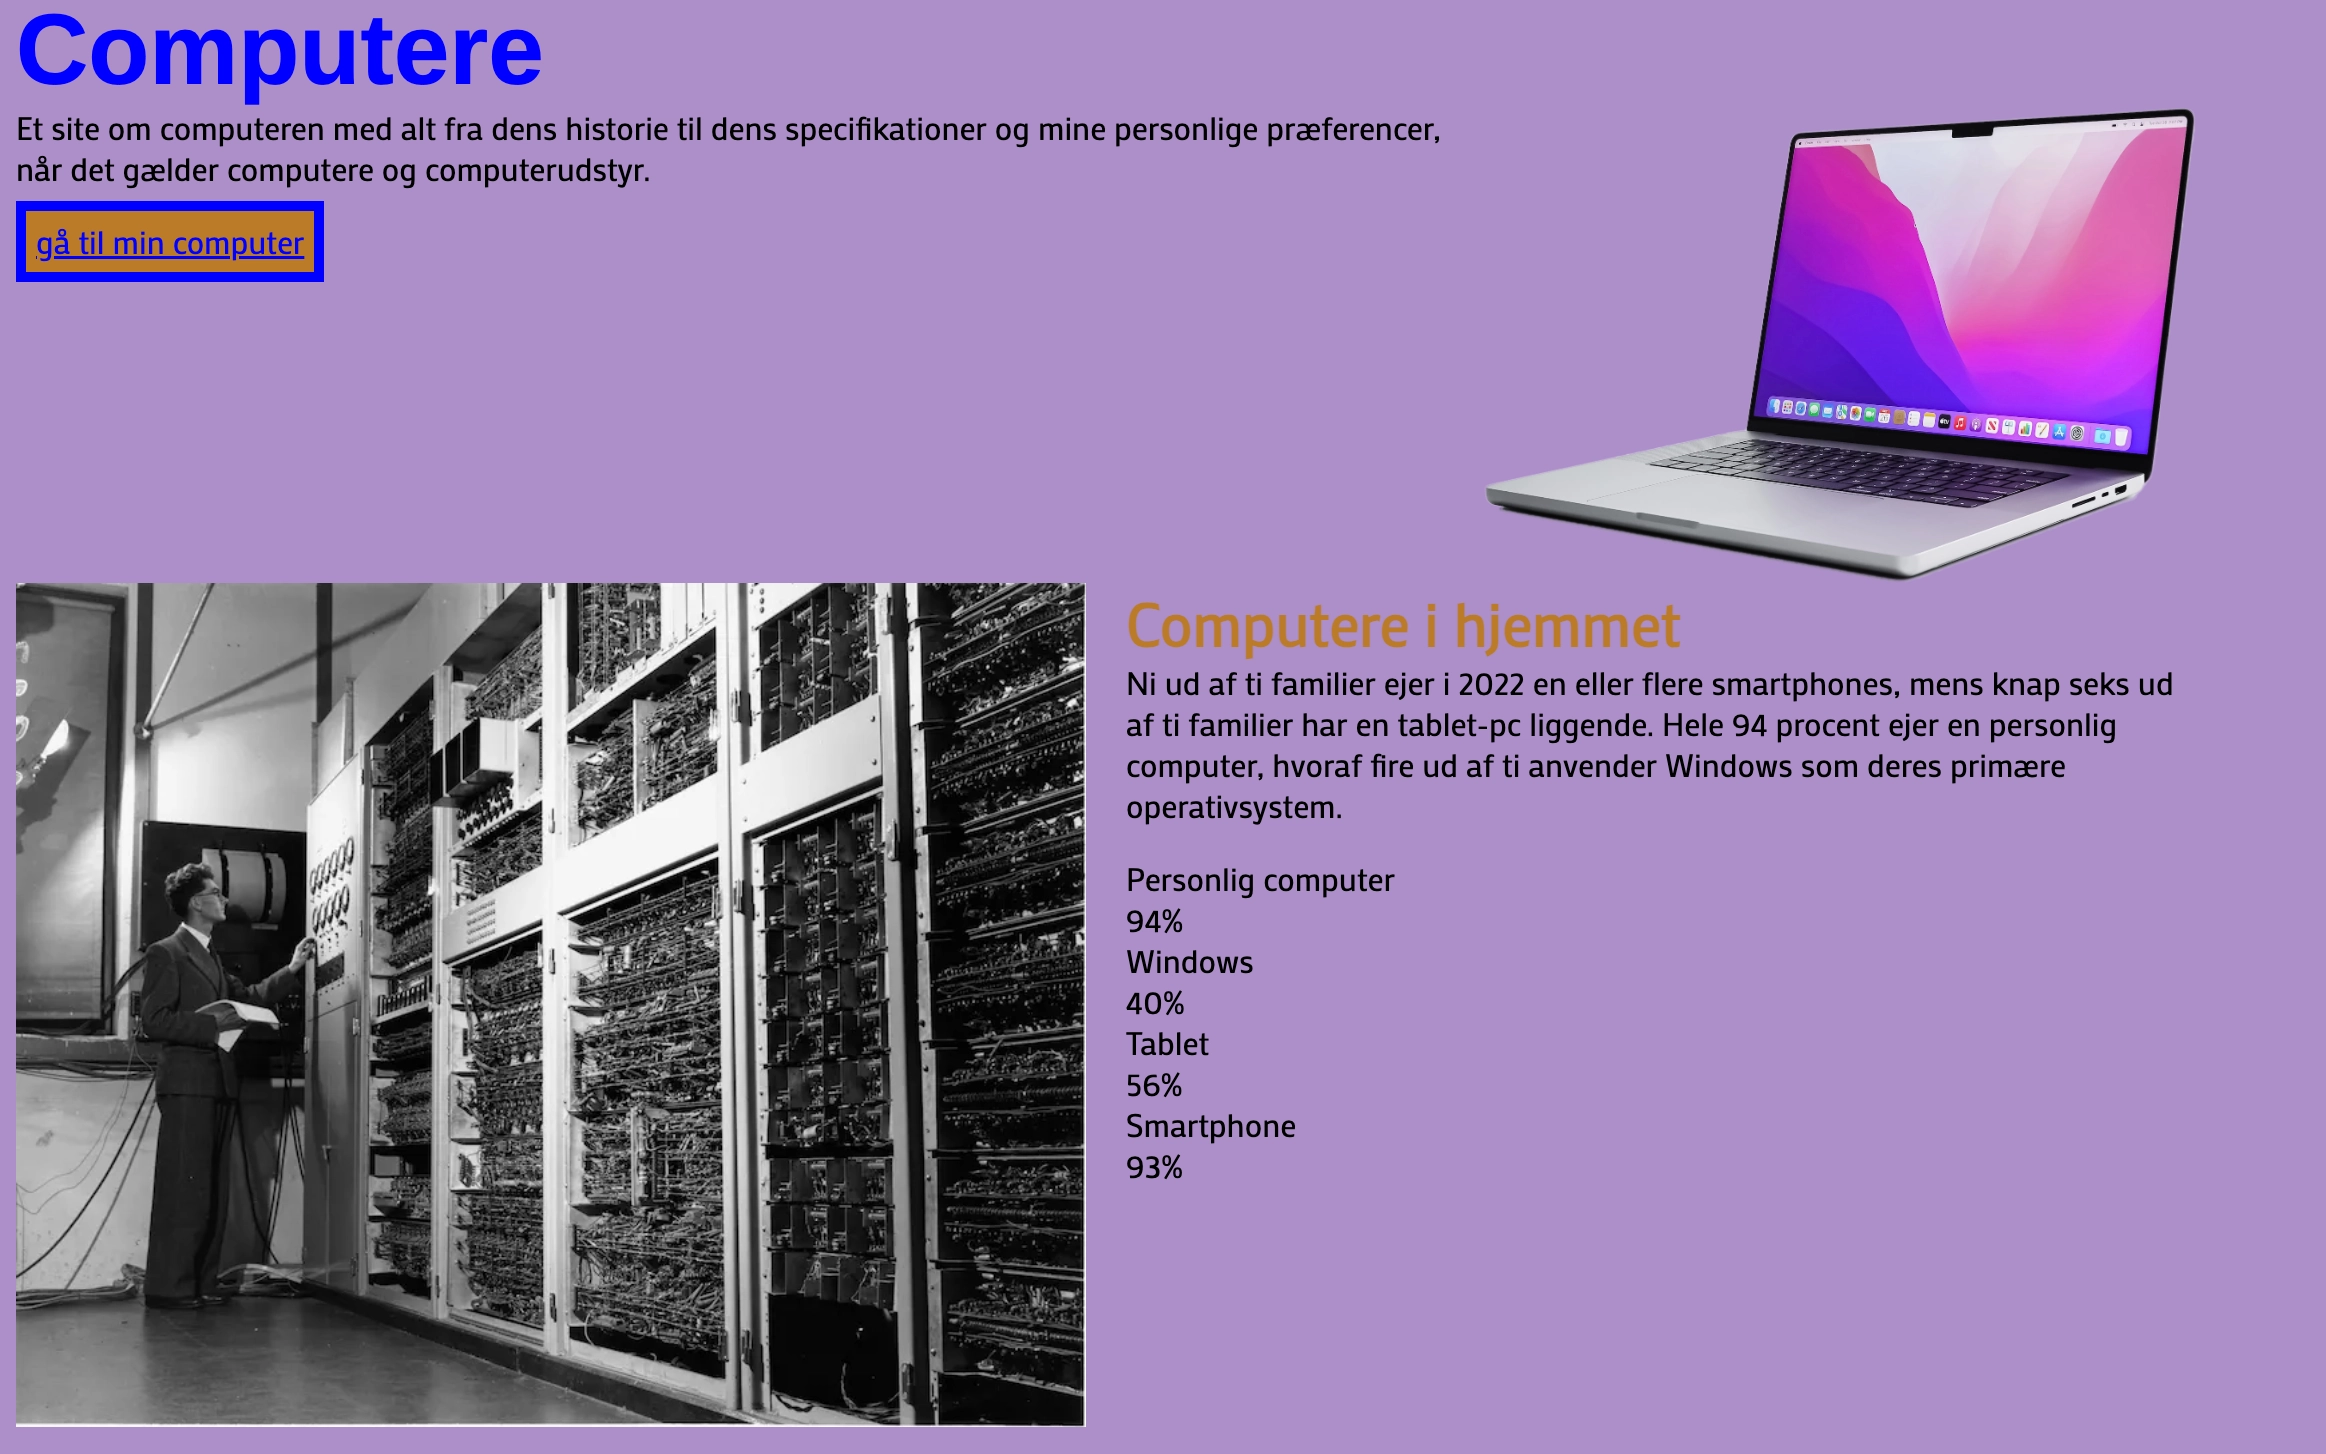 Computere
Et site om computeren med alt fra dens historie til dens specifikationer og mine personlige præferencer,
når det gælder computere og computerudstyr.
gå til min computer
Computere i hjemmet
Ni ud af ti familier ejer i 2022 en eller flere smartphones, mens knap seks ud
af ti familier har en tablet-pc liggende. Hele 94 procent ejer en personlig
computer, hvoraf fire ud af ti anvender Windows som deres primære
operativsystem.
Personlig computer
94%
Windows
40%
Tablet
56%
Smartphone
93%